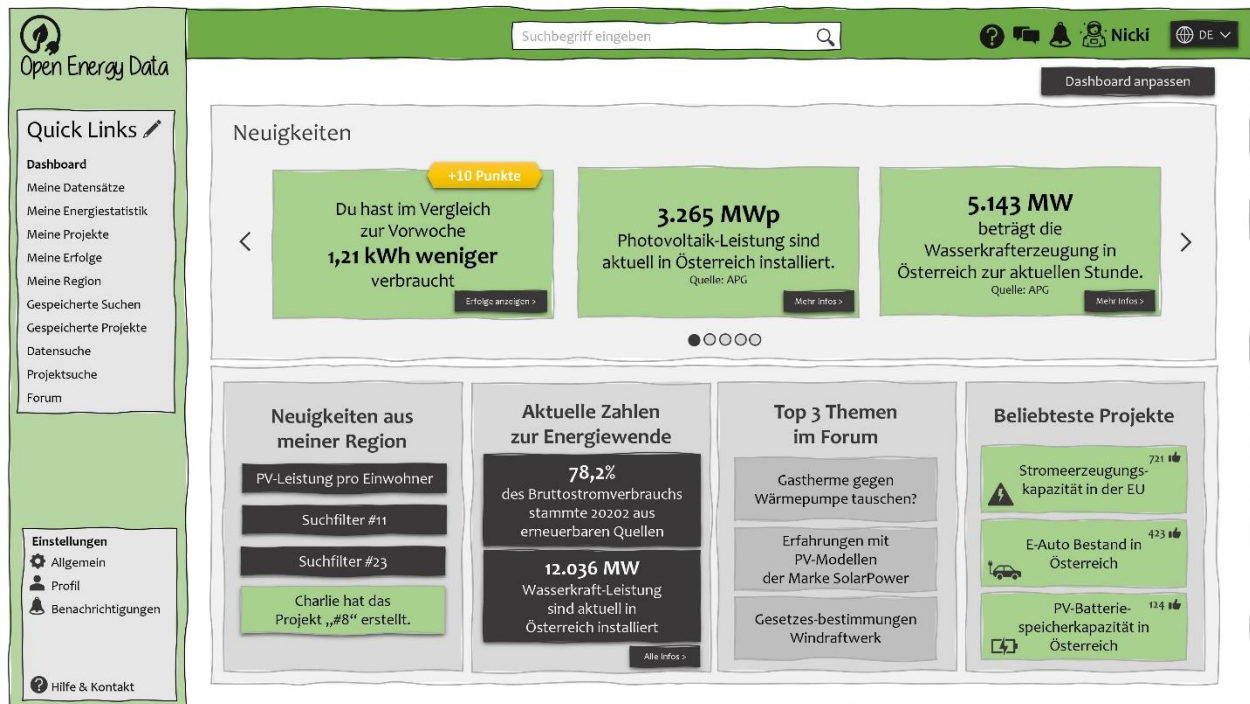 Open Energy Data
Suchbegriff eingeben
Nicki
DE
Dashboard anpassen
Quick Links
Dashboard
Meine Datensätze
Meine Energiestatistik
Meine Projekte
Meine Erfolge
Meine Region
Gespeicherte Suchen
Gespeicherte Projekte
Datensuche
Projektsuche
Forum
Einstellungen
Allgemein
Profil
Benachrichtigungen
Hilfe & Kontakt
Neuigkeiten
+10 Punkte
Du hast im Vergleich
zur Vorwoche
1,21 kWh weniger
verbraucht
Erfolge anzeigen >
3.265 MWp
Photovoltaik-Leistung sind
aktuell in Österreich installiert.
Quelle: APG
Mehr Infos >
5.143 MW
beträgt die
Wasserkrafterzeugung in
Österreich zur aktuellen Stunde.
Quelle: APG
Mehr Infos >
Neuigkeiten aus
meiner Region
PV-Leistung pro Einwohner
Suchfilter #11
Suchfilter #23
Charlie hat das
Projekt „#8“ erstellt.
Aktuelle Zahlen
zur Energiewende
78,2%
des Bruttostromverbrauchs
stammte 20202 aus
erneuerbaren Quellen
12.036 MW
Wasserkraft-Leistung
sind aktuell in
Österreich installiert
Alle Infos >
Top 3 Themen
im Forum
Gastherme gegen
Wärmepumpe tauschen?
Erfahrungen mit
PV-Modellen
der Marke SolarPower
Gesetzes-bestimmungen
Windraftwerk
Beliebteste Projekte
721
Stromeerzeugungs-
kapazität in der EU
423
E-Auto Bestand in
Österreich
124
PV-Batterie-
speicherkapazität in
Österreich